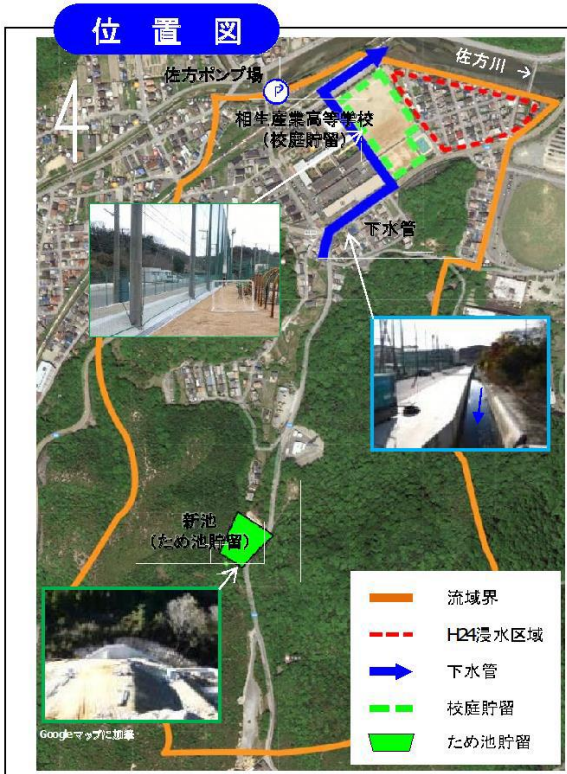 位置図
佐方川→
佐方ポンプ場
P
相生産業高等学校
(校庭貯留)
下水管
新池
(ため池貯留)
流域界
H24浸水区域
下水管
校庭貯留
ため池貯留
Googleマップに加筆